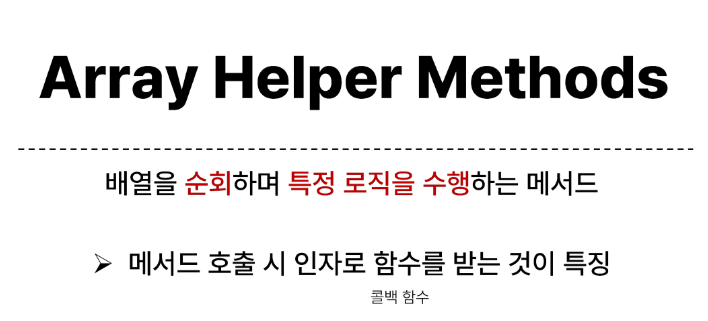 Array Helper Methods
배열을 순회하며 특정 로직을 수행하는 메서드
➢ 메서드 호출 시 인자로 함수를 받는 것이 특징
콜백 함수